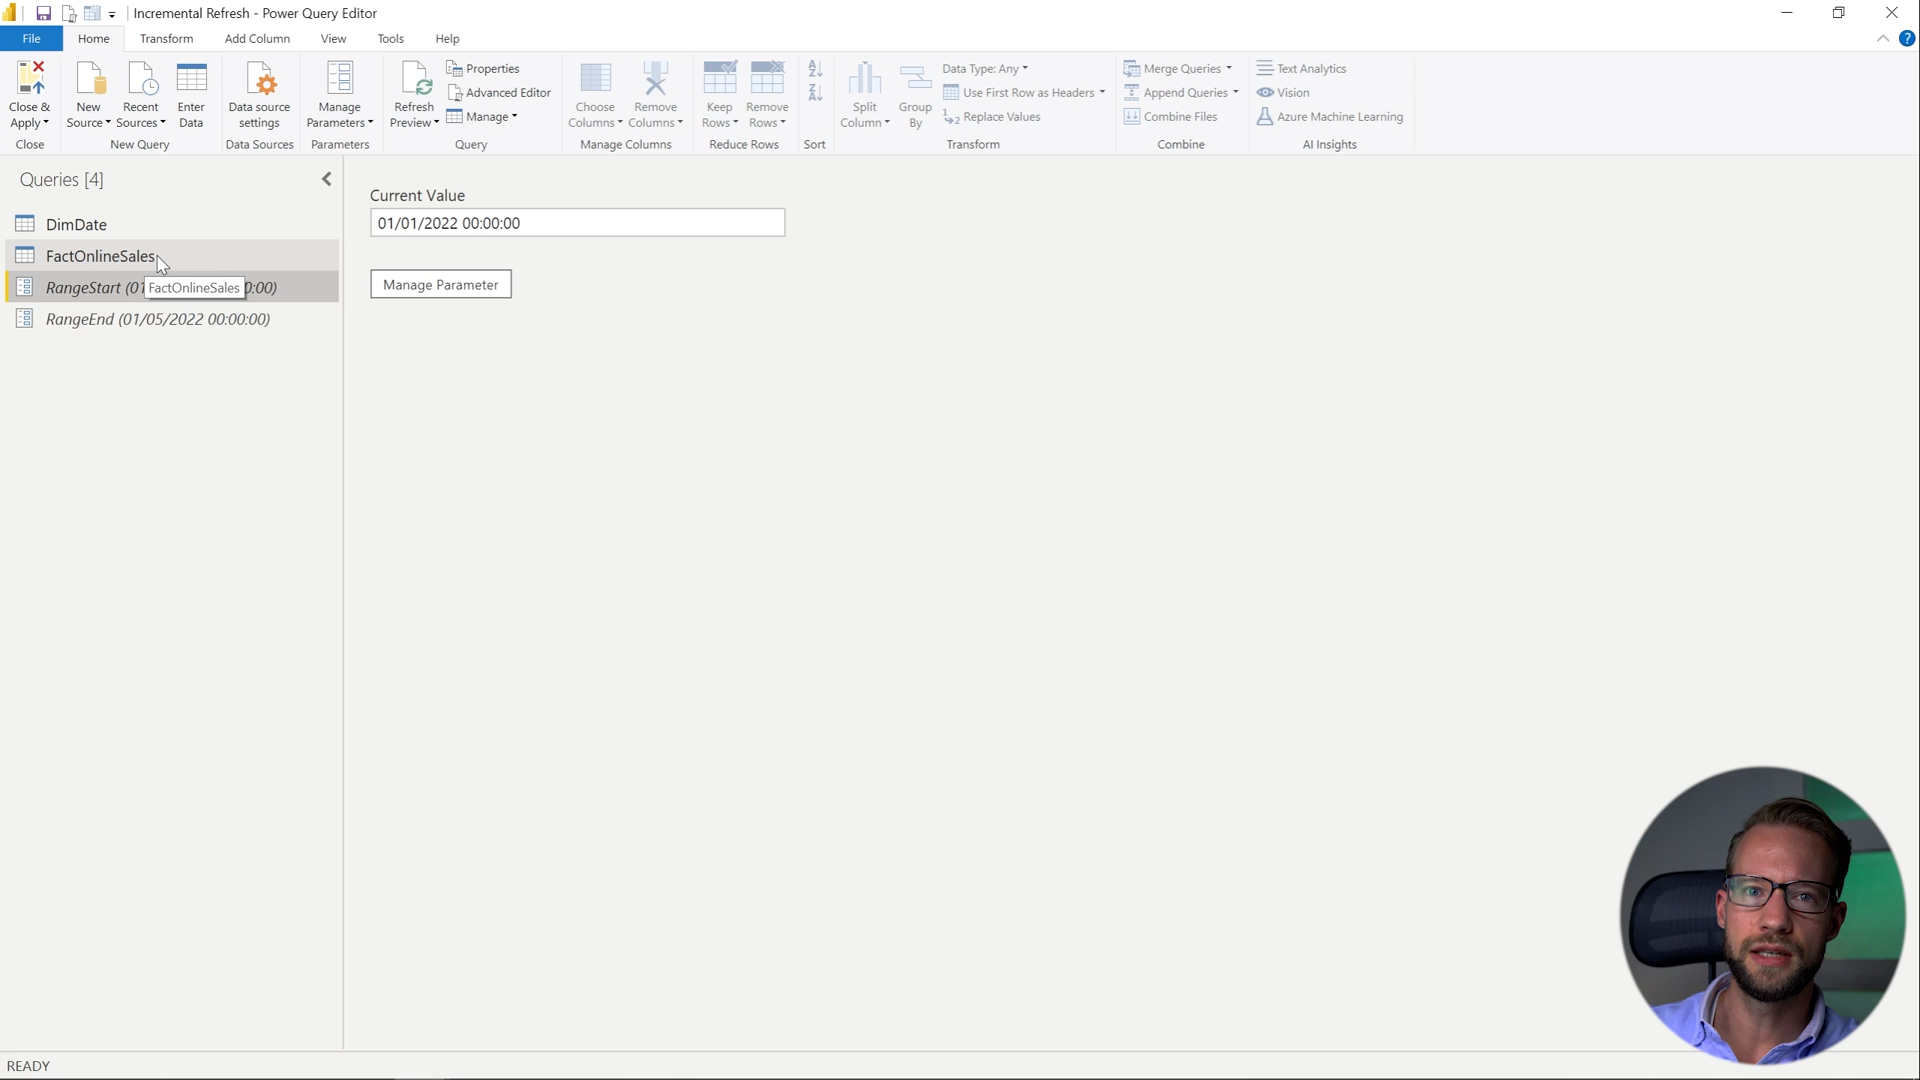 Incremental Refresh - Power Query Editor
File Home Transform Add Column View Tools Help
Close & Apply
New Source
Recent Sources
Enter Data
Data source settings
Manage Parameters
Refresh Preview
Properties
Advanced Editor
Manage
Choose Columns
Remove Columns
Keep Rows
Remove Rows
Split Column
Group By
Data Type: Any
Use First Row as Headers
Replace Values
Merge Queries
Append Queries
Combine Files
Text Analytics
Vision
Azure Machine Learning
Close New Query Data Sources Parameters Query Manage Columns Reduce Rows Sort Transform Combine AI Insights
Queries [4]
DimDate
FactOnlineSales
RangeStart (01 0:00)
FactOnlineSales
RangeEnd (01/05/2022 00:00:00)
Current Value
01/01/2022 00:00:00
Manage Parameter
READY